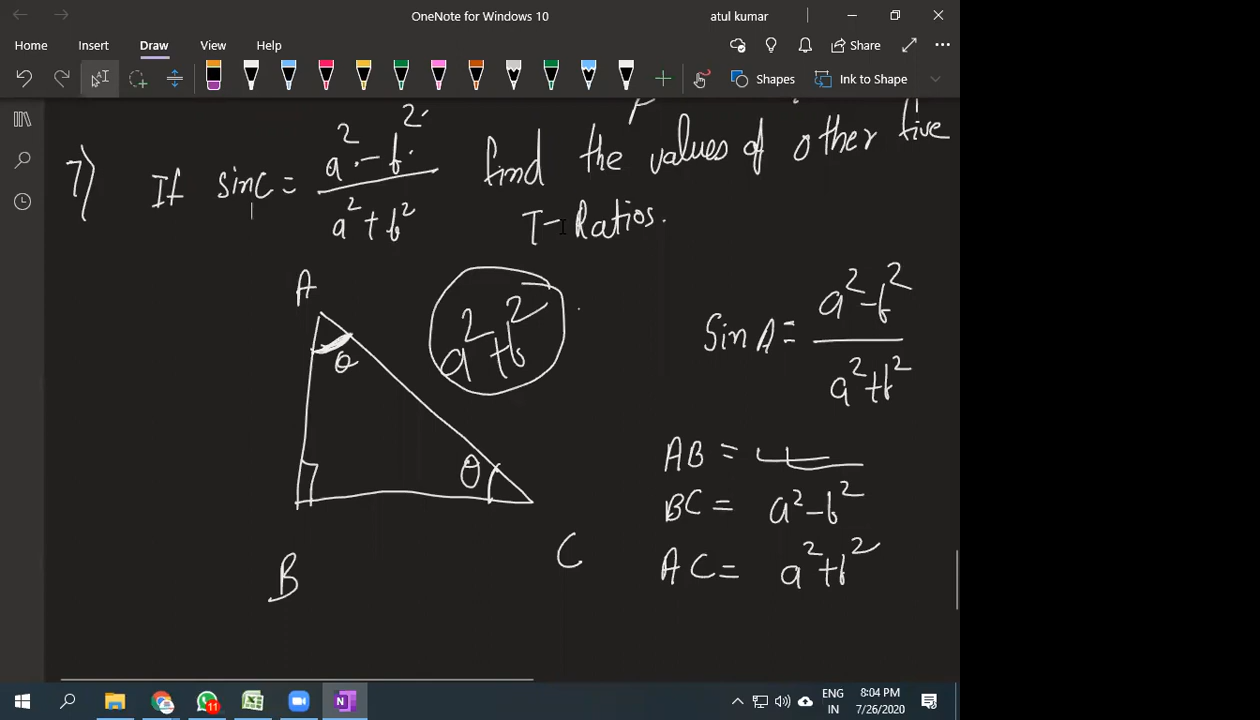 OneNote for Windows 10
atul kumar
Home Insert Draw View Help
Share
Shapes
Ink to Shape
7) If sinC = a² - b² / a² + b² find the values of other five
T-Ratios.
A
θ
a² + b²
Sin A = a² - b² / a² + b²
θ
AB =
BC = a² - b²
AC = a² + b²
B
C
11
ENG
IN
8:04 PM
7/26/2020